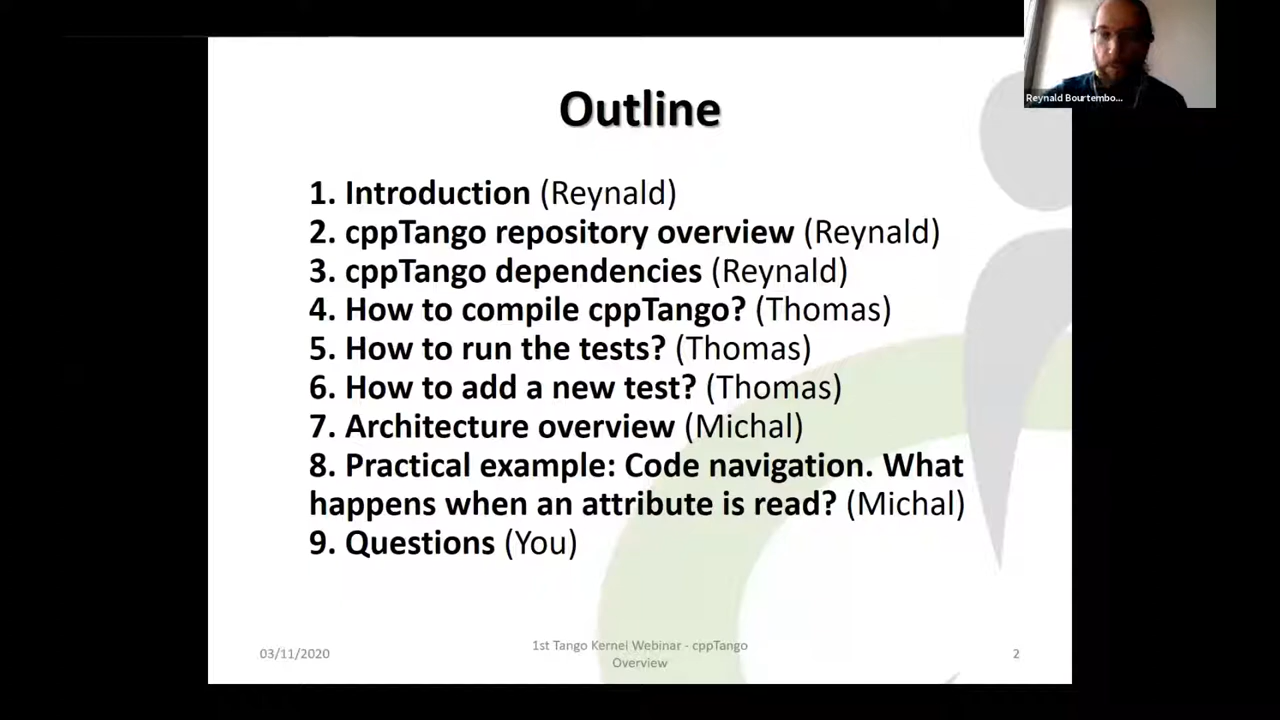 Reynald Bourtembo...
Outline
1. Introduction (Reynald)
2. cppTango repository overview (Reynald)
3. cppTango dependencies (Reynald)
4. How to compile cppTango? (Thomas)
5. How to run the tests? (Thomas)
6. How to add a new test? (Thomas)
7. Architecture overview (Michal)
8. Practical example: Code navigation. What
happens when an attribute is read? (Michal)
9. Questions (You)
03/11/2020
1st Tango Kernel Webinar - cppTango
Overview
2